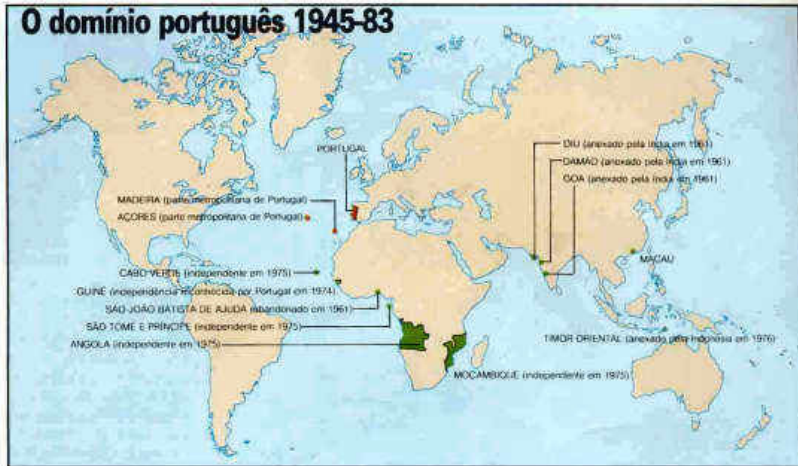 O domínio português 1945-83
PORTUGAL
DIU (anexado pela Índia em 1961)
DAMÃO (anexado pela Índia em 1961)
GOA (anexado pela Índia em 1961)
MADEIRA (parte metropolitana de Portugal)
AÇORES (parte metropolitana de Portugal)
MACAU
CABO VERDE (independente em 1975)
GUINÉ (independência reconhecida por Portugal em 1974)
SÃO JOÃO BATISTA DE AJUDA (abandonado em 1961)
SÃO TOMÉ E PRÍNCIPE (independente em 1975)
ANGOLA (independente em 1975)
TIMOR ORIENTAL (anexado pela Indonésia em 1976)
MOÇAMBIQUE (independente em 1975)